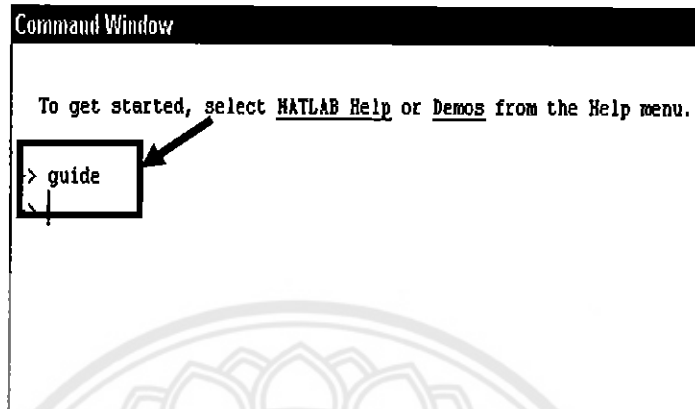 Command Window
To get started, select MATLAB Help or Demos from the Help menu.
> guide
>